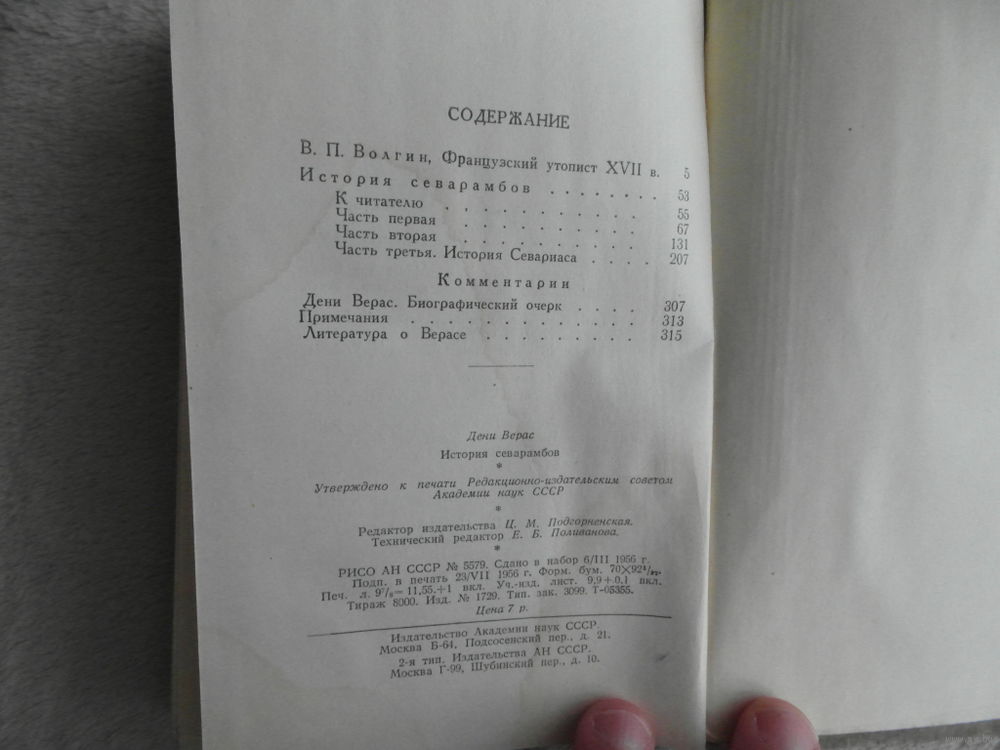 СОДЕРЖАНИЕ
В. П. Волгин, Французский утопист XVII в. 5
История севарамбов . . . . . . . 53
К читателю . . . . . . . . . . 55
Часть первая . . . . . . . . . 67
Часть вторая . . . . . . . . . 131
Часть третья. История Севариаса . . . . 207
Комментарии
Дени Верас. Биографический очерк . . . . 307
Примечания . . . . . . . . . . . . 313
Литература о Верасе . . . . . . . . . 315
Дени Верас
История севарамбов
*
Утверждено к печати Редакционно-издательским советом
Академии наук СССР
*
Редактор издательства Ц. М. Подгорненская.
Технический редактор Е. Б. Поливанова.
*
РИСО АН СССР № 5579. Сдано в набор 6/III 1956 г.
Подп. в печать 23/VII 1956 г. Форм. бум. 70×92¹/₃₂.
Печ. л. 9⁷/₈=11,55.+1 вкл. Уч.-изд. лист. 9,9+0,1 вкл.
Тираж 8000. Изд. № 1729. Тип. зак. 3099. Т-05355.
Цена 7 р.
Издательство Академии наук СССР.
Москва Б-64, Подсосенский пер., д. 21.
2-я тип. Издательства АН СССР.
Москва Г-99, Шубинский пер., д. 10.